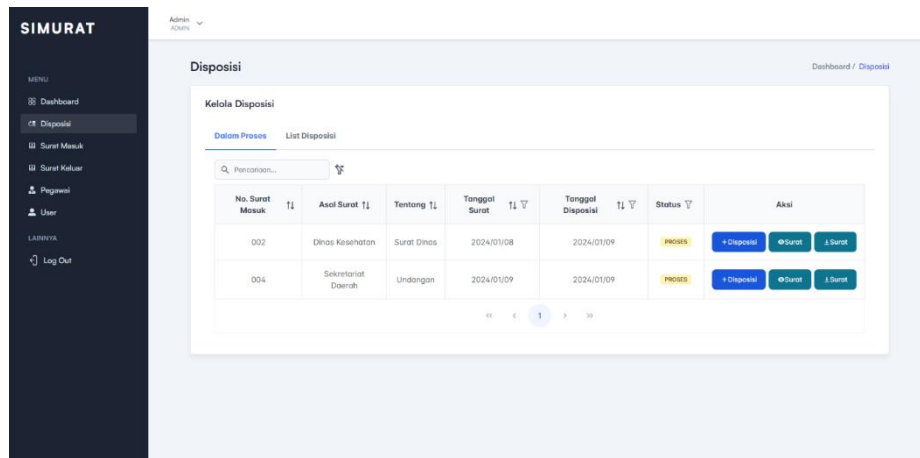 SIMURAT
Admin
ADMIN
MENU
Dashboard
Disposisi
Surat Masuk
Surat Keluar
Pegawai
User
LAINNYA
Log Out
Disposisi
Dashboard / Disposisi
Kelola Disposisi
Dalam Proses List Disposisi
Pencariaan...
No. Surat Masuk Asal Surat Tentang Tanggal Surat Tanggal Disposisi Status Aksi
002 Dinas Kesehatan Surat Dinas 2024/01/08 2024/01/09 PROSES +Disposisi Surat Surat
004 Sekretariat Daerah Undangan 2024/01/09 2024/01/09 PROSES +Disposisi Surat Surat
« < 1 > »